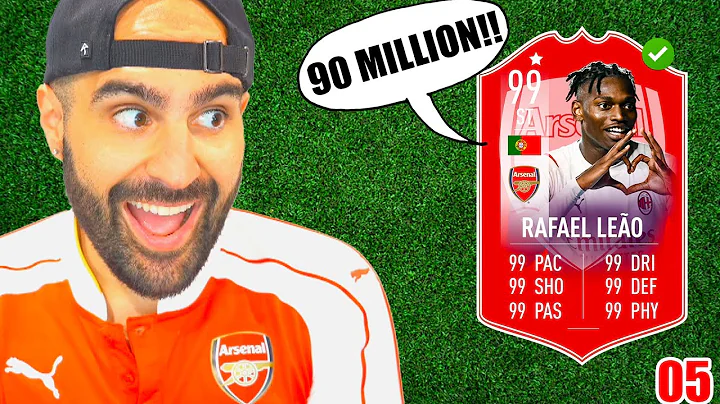 90 MILLION!!
99
ST
Arsenal
Arsenal
RAFAEL LEÃO
99 PAC 99 DRI
99 SHO 99 DEF
99 PAS 99 PHY
Arsenal
05